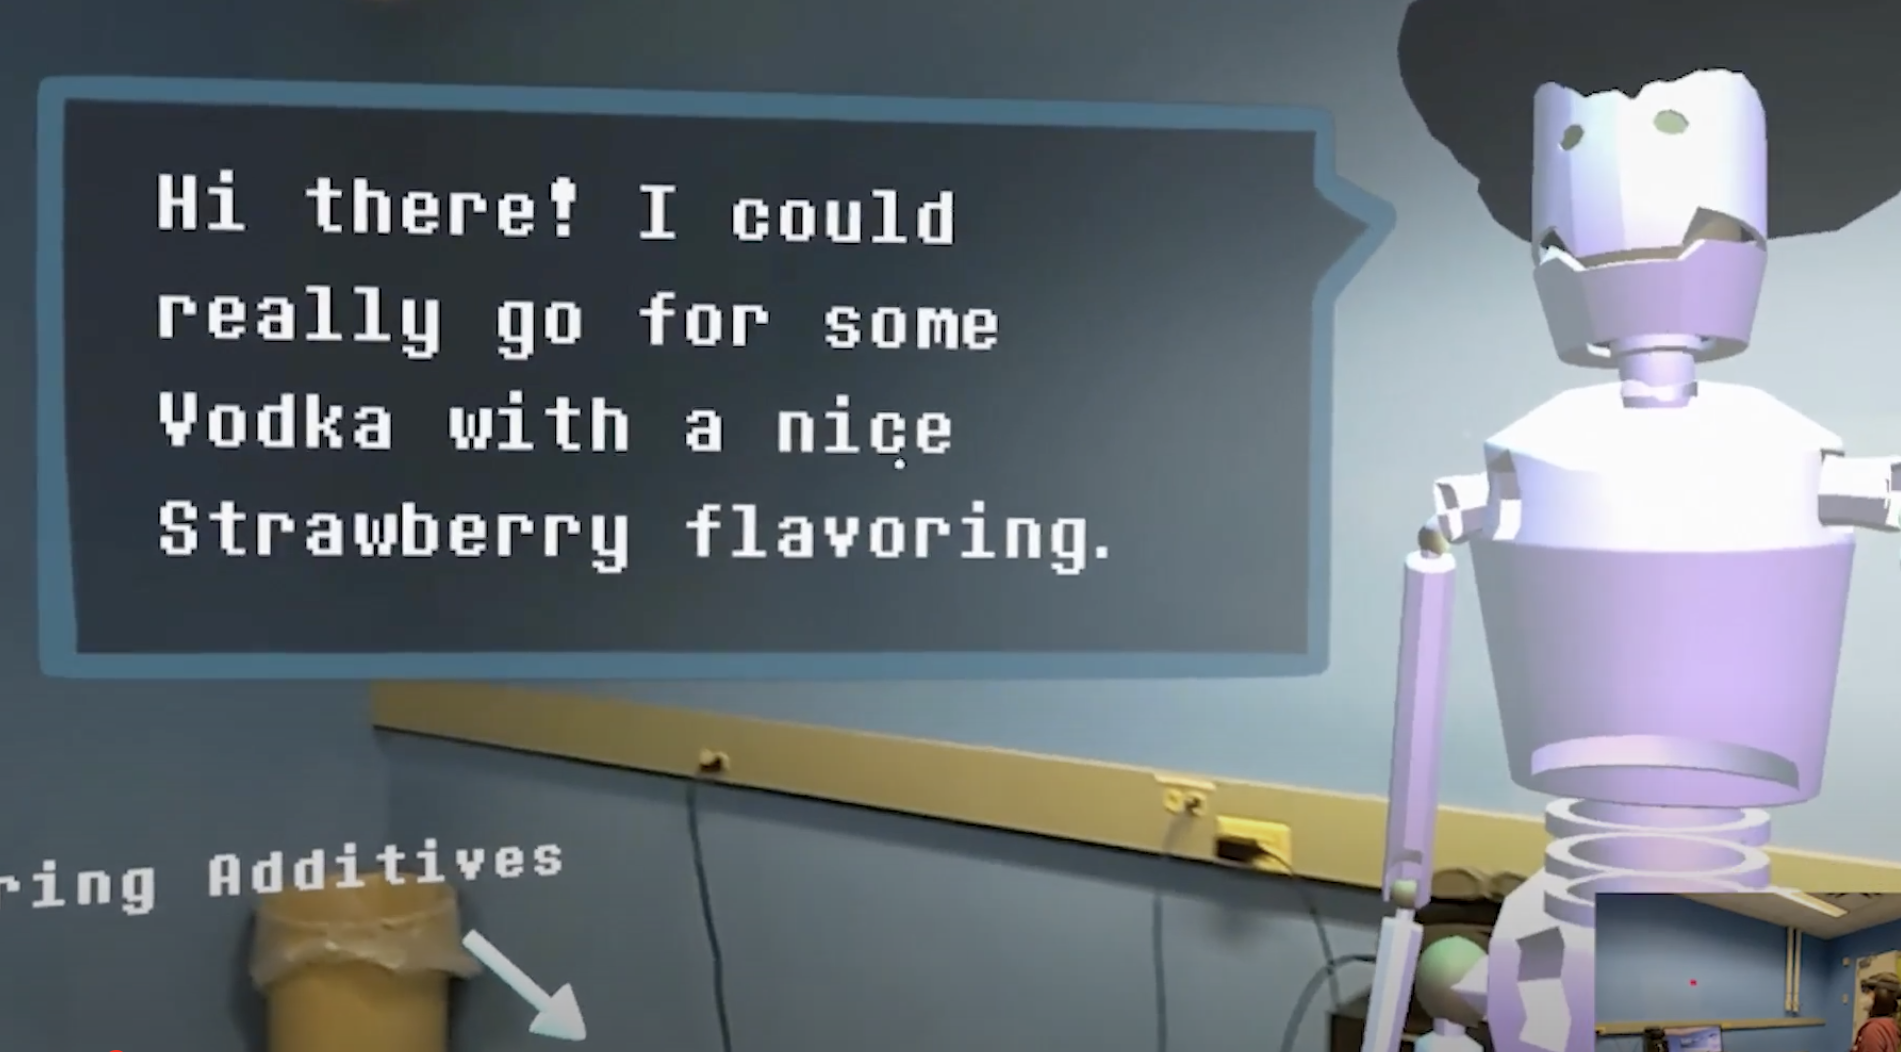 Hi there! I could
really go for some
Vodka with a nice
Strawberry flavoring.
ring Additives